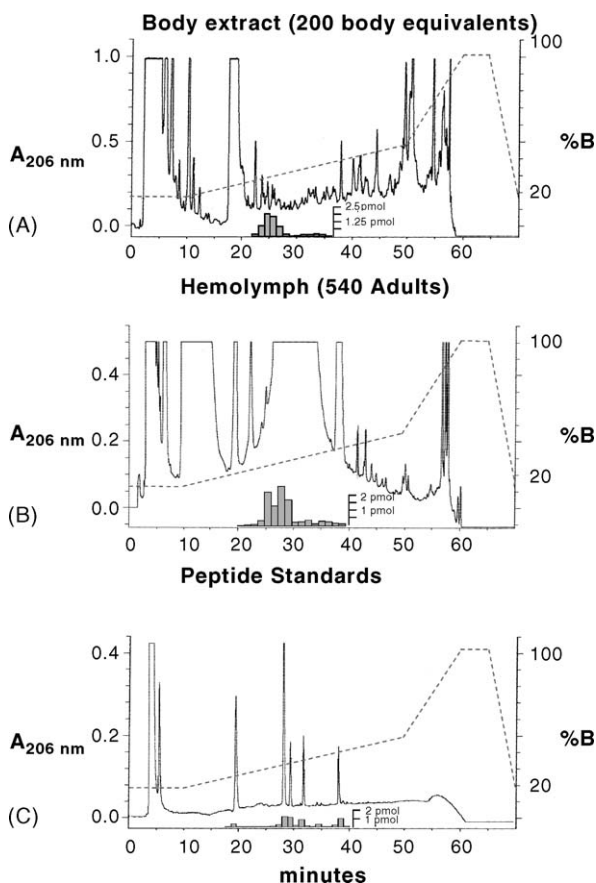 Body extract (200 body equivalents)
1.0
0.5
0.0
A206 nm
100
20
%B
2.5 pmol
1.25 pmol
(A)
0 10 20 30 40 50 60
Hemolymph (540 Adults)
0.4
0.2
0.0
A206 nm
100
20
%B
2 pmol
1 pmol
(B)
0 10 20 30 40 50 60
Peptide Standards
0.4
0.2
0.0
A206 nm
100
20
%B
2 pmol
1 pmol
(C)
0 10 20 30 40 50 60
minutes